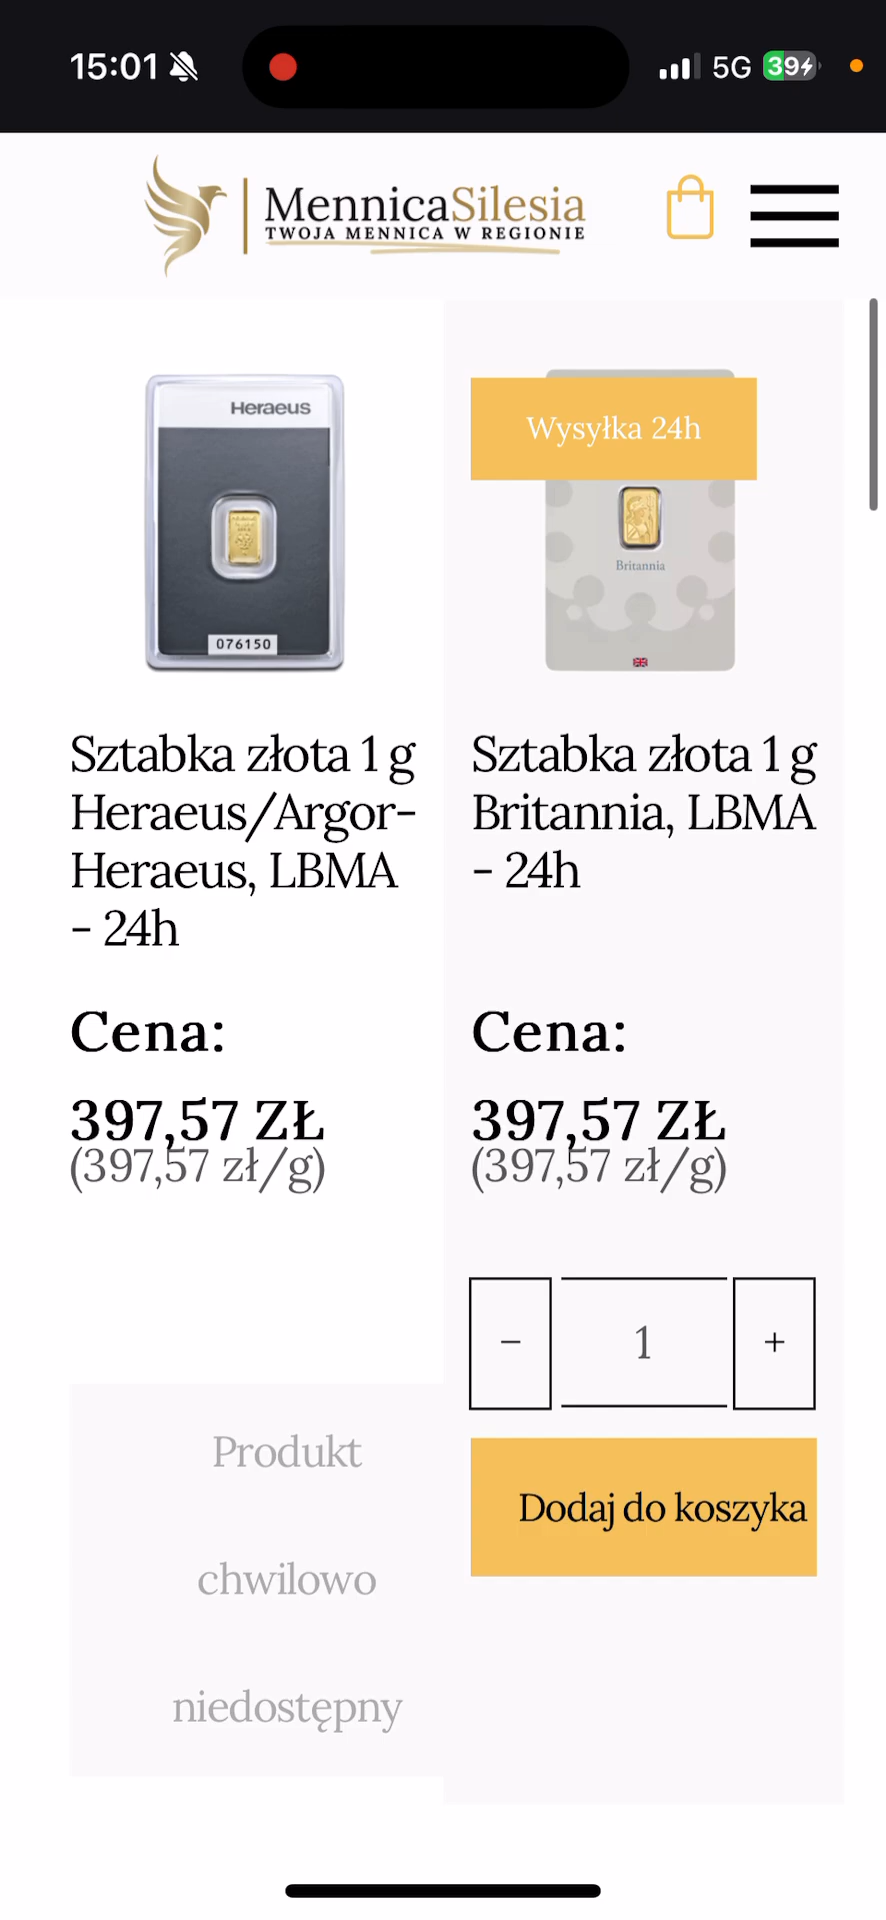 15:01
5G
39
MennicaSilesia
TWOJA MENNICA W REGIONIE
Heraeus
076150
Wysyłka 24h
Britannia
Sztabka złota 1 g
Heraeus/Argor-
Heraeus, LBMA
- 24h
Cena:
397,57 ZŁ
(397,57 zł/g)
Produkt
chwilowo
niedostępny
Sztabka złota 1 g
Britannia, LBMA
- 24h
Cena:
397,57 ZŁ
(397,57 zł/g)
− 1 +
Dodaj do koszyka